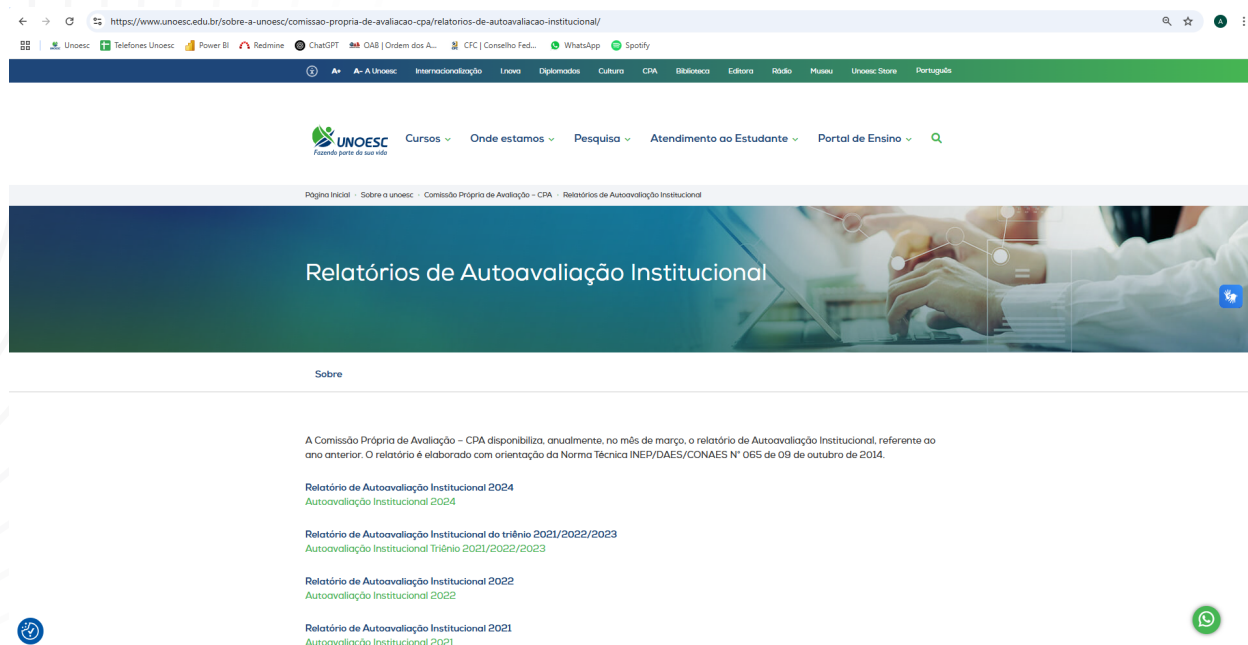 https://www.unoesc.edu.br/sobre-a-unoesc/comissao-propria-de-avaliacao-cpa/relatorios-de-autoavaliacao-institucional/
A
Unoesc Telefones Unoesc Power BI Redmine ChatGPT OAB | Ordem dos A... CFC | Conselho Fed... WhatsApp Spotify
A+ A- A Unoesc Internacionalização I.nova Diplomados Cultura CPA Biblioteca Editora Rádio Museu Unoesc Store Português
UNOESC
Fazendo parte da sua vida
Cursos Onde estamos Pesquisa Atendimento ao Estudante Portal de Ensino
Página Inicial Sobre a unoesc Comissão Própria de Avaliação – CPA Relatórios de Autoavaliação Institucional
Relatórios de Autoavaliação Institucional
Sobre
A Comissão Própria de Avaliação – CPA disponibiliza, anualmente, no mês de março, o relatório de Autoavaliação Institucional, referente ao
ano anterior. O relatório é elaborado com orientação da Norma Técnica INEP/DAES/CONAES N° 065 de 09 de outubro de 2014.
Relatório de Autoavaliação Institucional 2024
Autoavaliação Institucional 2024
Relatório de Autoavaliação Institucional do triênio 2021/2022/2023
Autoavaliação Institucional Triênio 2021/2022/2023
Relatório de Autoavaliação Institucional 2022
Autoavaliação Institucional 2022
Relatório de Autoavaliação Institucional 2021
Autoavaliação Institucional 2021